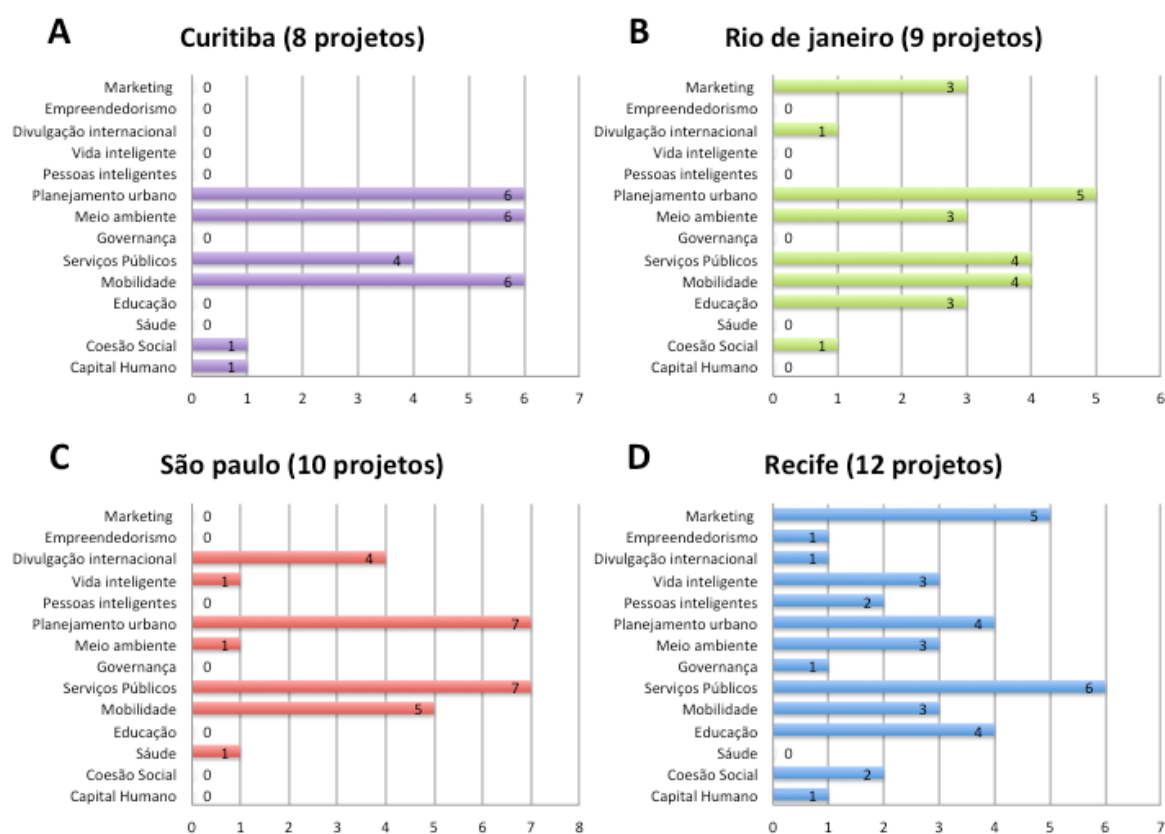 A
Curitiba (8 projetos)
Marketing 0
Empreendedorismo 0
Divulgação internacional 0
Vida inteligente 0
Pessoas inteligentes 0
Planejamento urbano 6
Meio ambiente 6
Governança 0
Serviços Públicos 4
Mobilidade 6
Educação 0
Sáude 0
Coesão Social 1
Capital Humano 1
0 1 2 3 4 5 6 7
B
Rio de janeiro (9 projetos)
Marketing 3
Empreendedorismo 0
Divulgação internacional 1
Vida inteligente 0
Pessoas inteligentes 0
Planejamento urbano 5
Meio ambiente 3
Governança 0
Serviços Públicos 4
Mobilidade 4
Educação 3
Sáude 0
Coesão Social 1
Capital Humano 0
0 1 2 3 4 5 6
C
São paulo (10 projetos)
Marketing 0
Empreendedorismo 0
Divulgação internacional 4
Vida inteligente 1
Pessoas inteligentes 0
Planejamento urbano 7
Meio ambiente 1
Governança 0
Serviços Públicos 7
Mobilidade 5
Educação 0
Sáude 1
Coesão Social 0
Capital Humano 0
0 1 2 3 4 5 6 7 8
D
Recife (12 projetos)
Marketing 5
Empreendedorismo 1
Divulgação internacional 1
Vida inteligente 3
Pessoas inteligentes 2
Planejamento urbano 4
Meio ambiente 3
Governança 1
Serviços Públicos 6
Mobilidade 3
Educação 4
Sáude 0
Coesão Social 2
Capital Humano 1
0 1 2 3 4 5 6 7